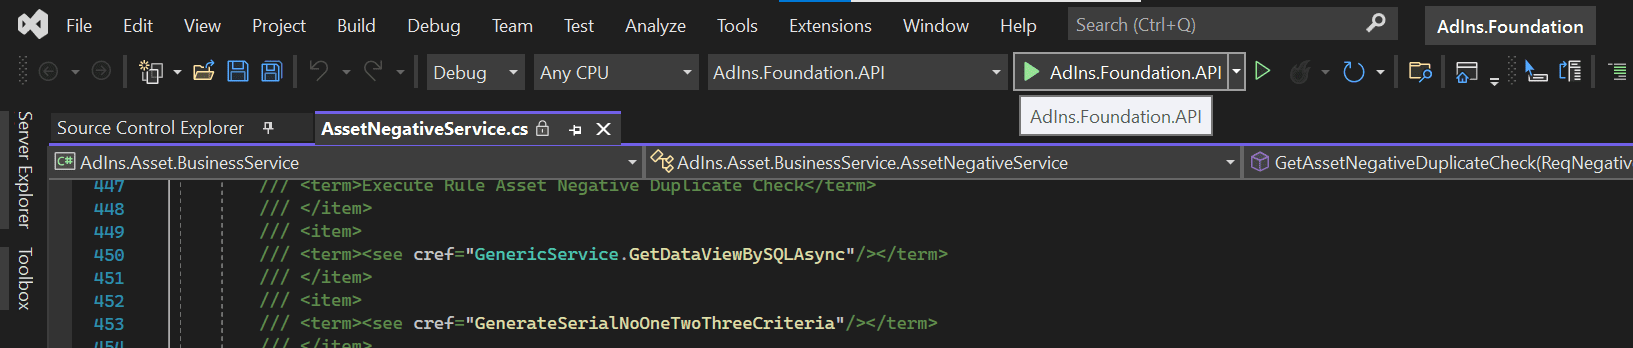 File Edit View Project Build Debug Team Test Analyze Tools Extensions Window Help Search (Ctrl+Q) AdIns.Foundation
Debug Any CPU AdIns.Foundation.API AdIns.Foundation.API
AdIns.Foundation.API
Server Explorer
Toolbox
Source Control Explorer AssetNegativeService.cs
C# AdIns.Asset.BusinessService AdIns.Asset.BusinessService.AssetNegativeService GetAssetNegativeDuplicateCheck(ReqNegative
447 /// <term>Execute Rule Asset Negative Duplicate Check</term>
448 /// </item>
449 /// <item>
450 /// <term><see cref="GenericService.GetDataViewBySQLAsync"/></term>
451 /// </item>
452 /// <item>
453 /// <term><see cref="GenerateSerialNoOneTwoThreeCriteria"/></term>
454 /// </item>